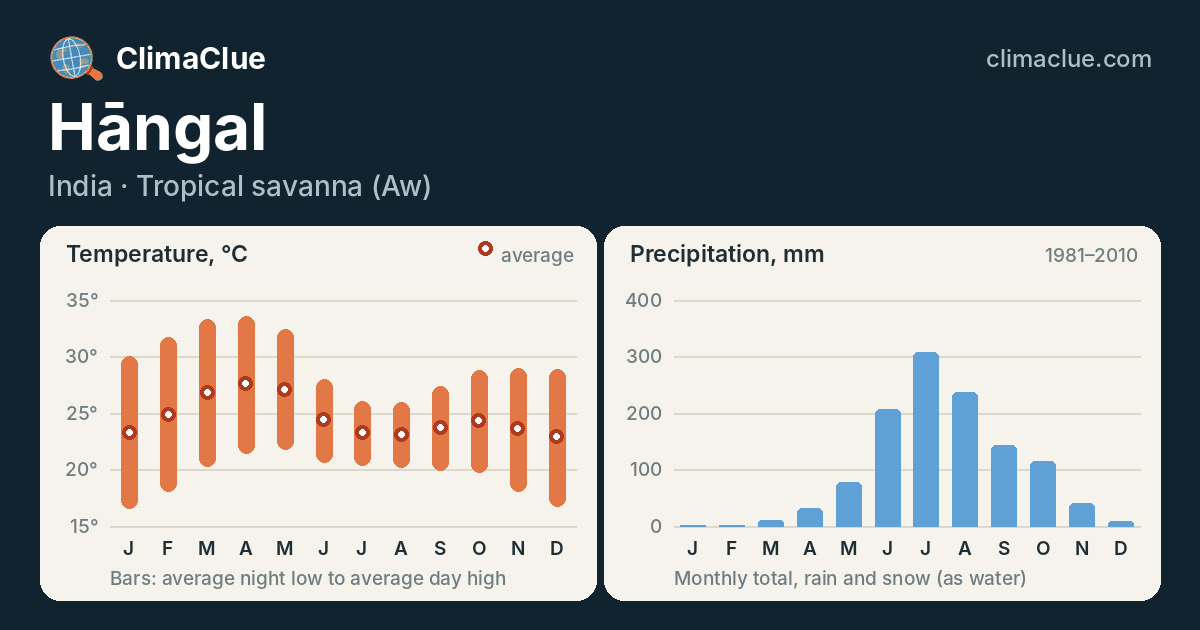 ClimaClue
climaclue.com
Hāngal
India · Tropical savanna (Aw)
Temperature, °C
average
35°
30°
25°
20°
15°
J F M A M J J A S O N D
Bars: average night low to average day high
Precipitation, mm
1981–2010
400
300
200
100
0
J F M A M J J A S O N D
Monthly total, rain and snow (as water)